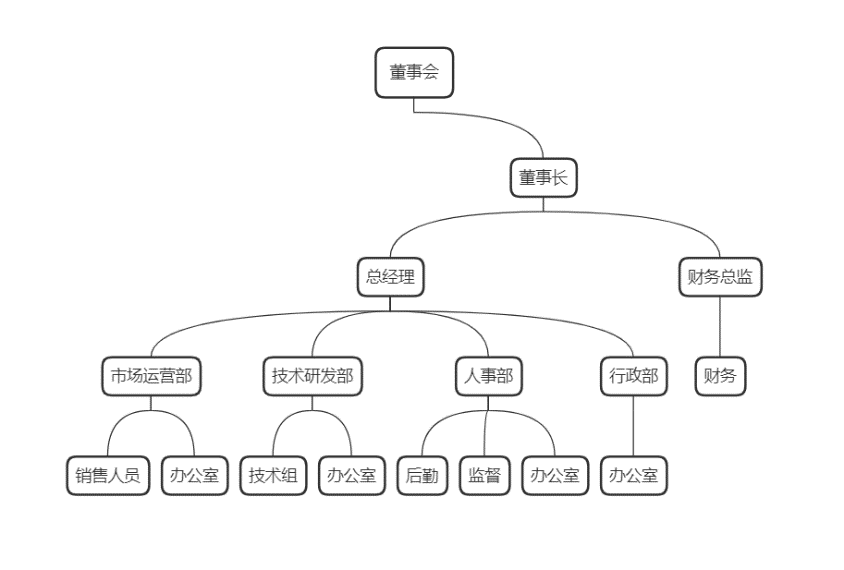 董事会
董事长
总经理
财务总监
市场运营部
技术研发部
人事部
行政部
财务
销售人员
办公室
技术组
办公室
后勤
监督
办公室
办公室